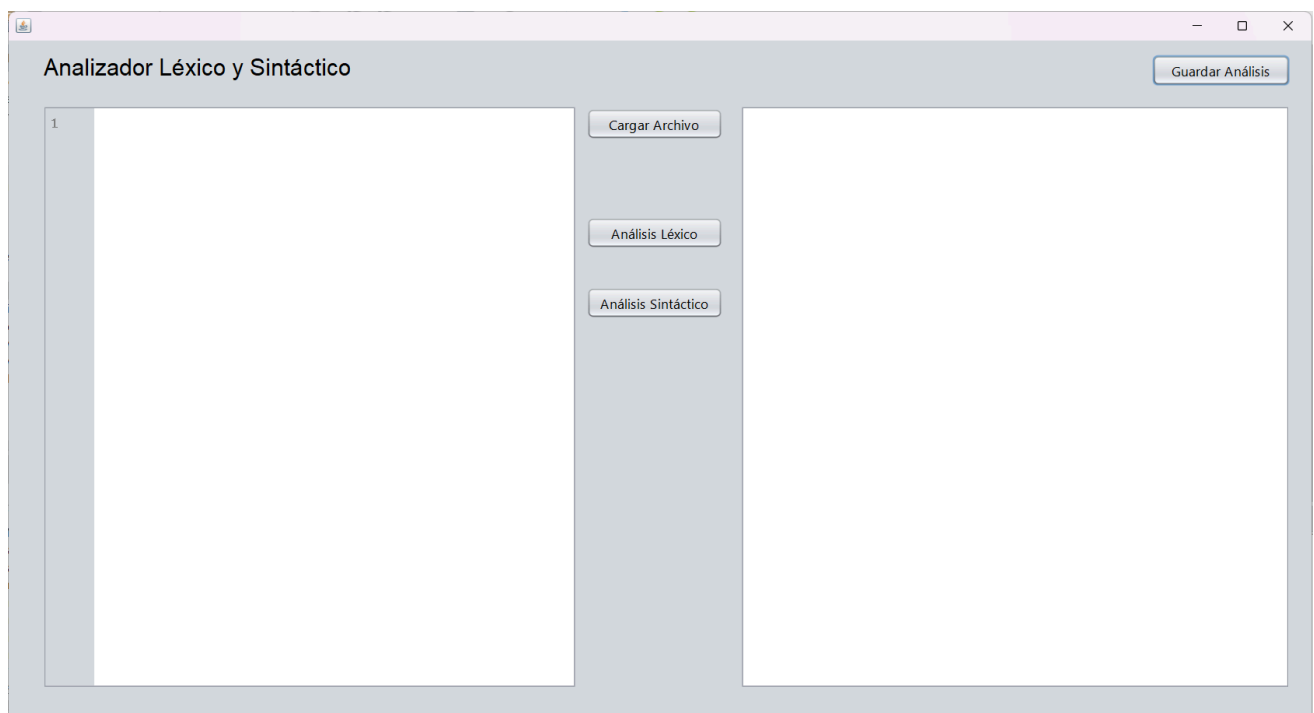 Analizador Léxico y Sintáctico
Guardar Análisis
1
Cargar Archivo
Análisis Léxico
Análisis Sintáctico